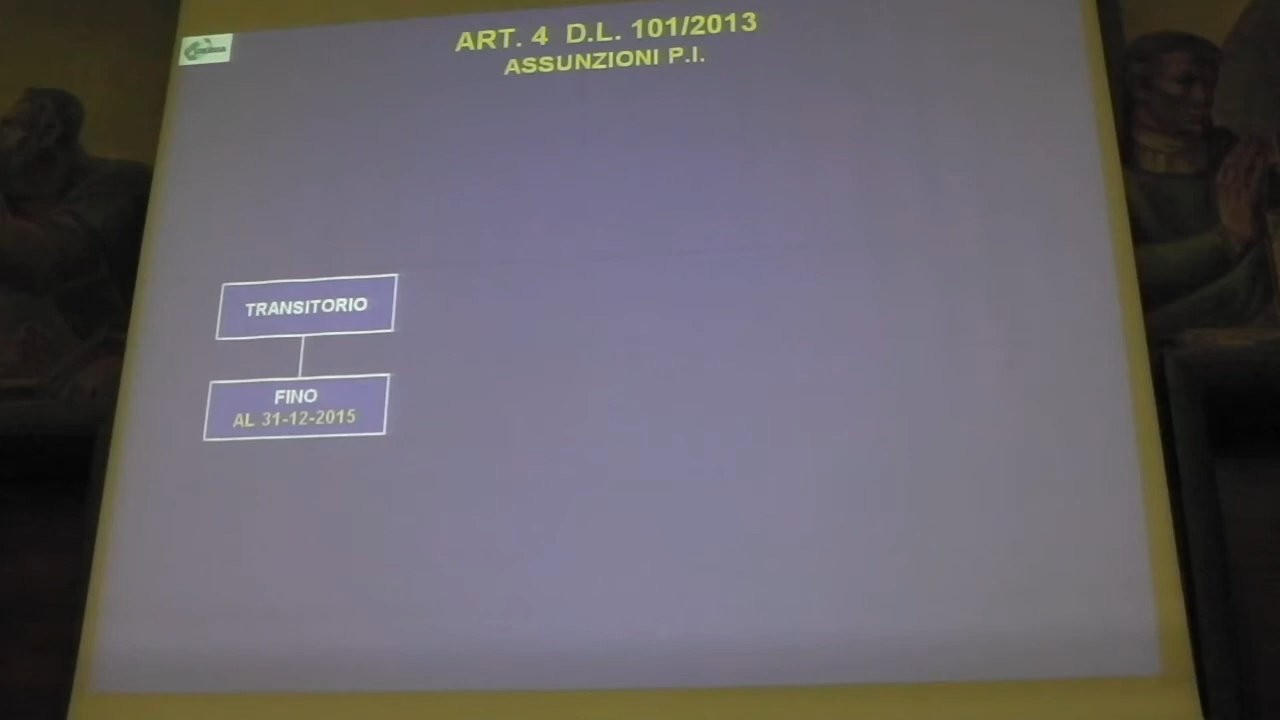 ART. 4 D.L. 101/2013
ASSUNZIONI P.I.
TRANSITORIO
FINO
AL 31-12-2015